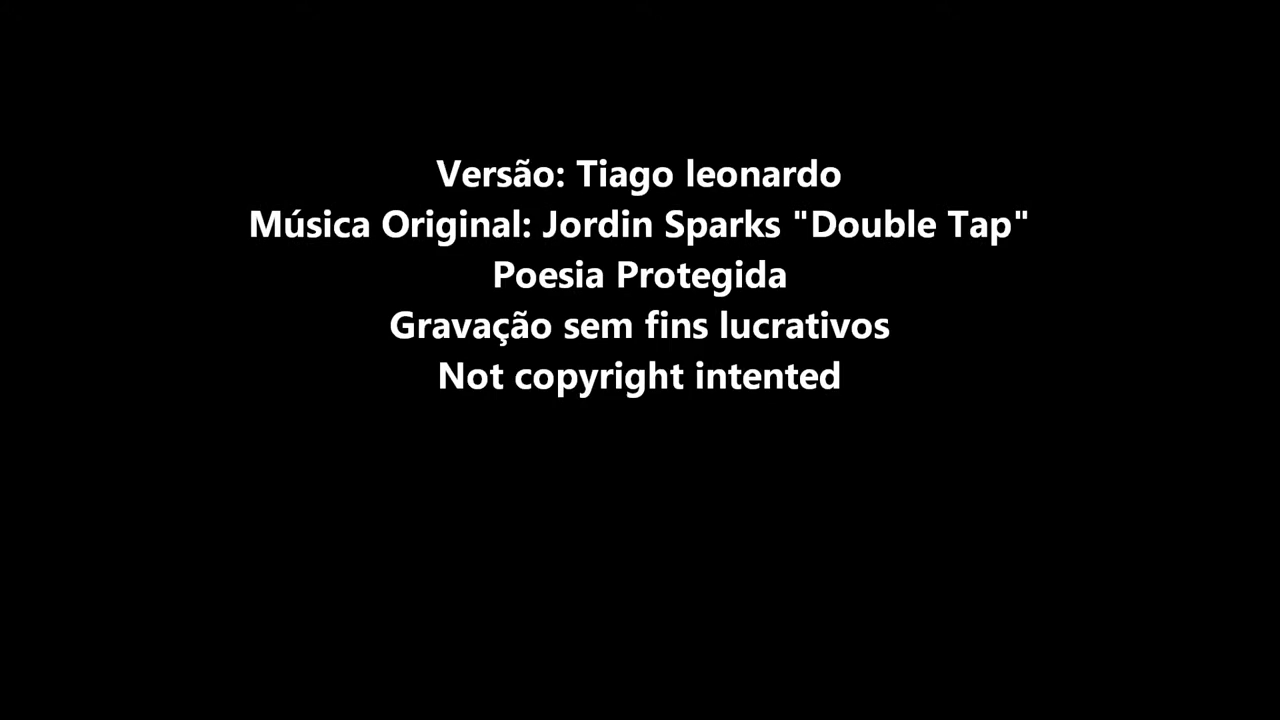 Versão: Tiago leonardo
Música Original: Jordin Sparks "Double Tap"
Poesia Protegida
Gravação sem fins lucrativos
Not copyright intented